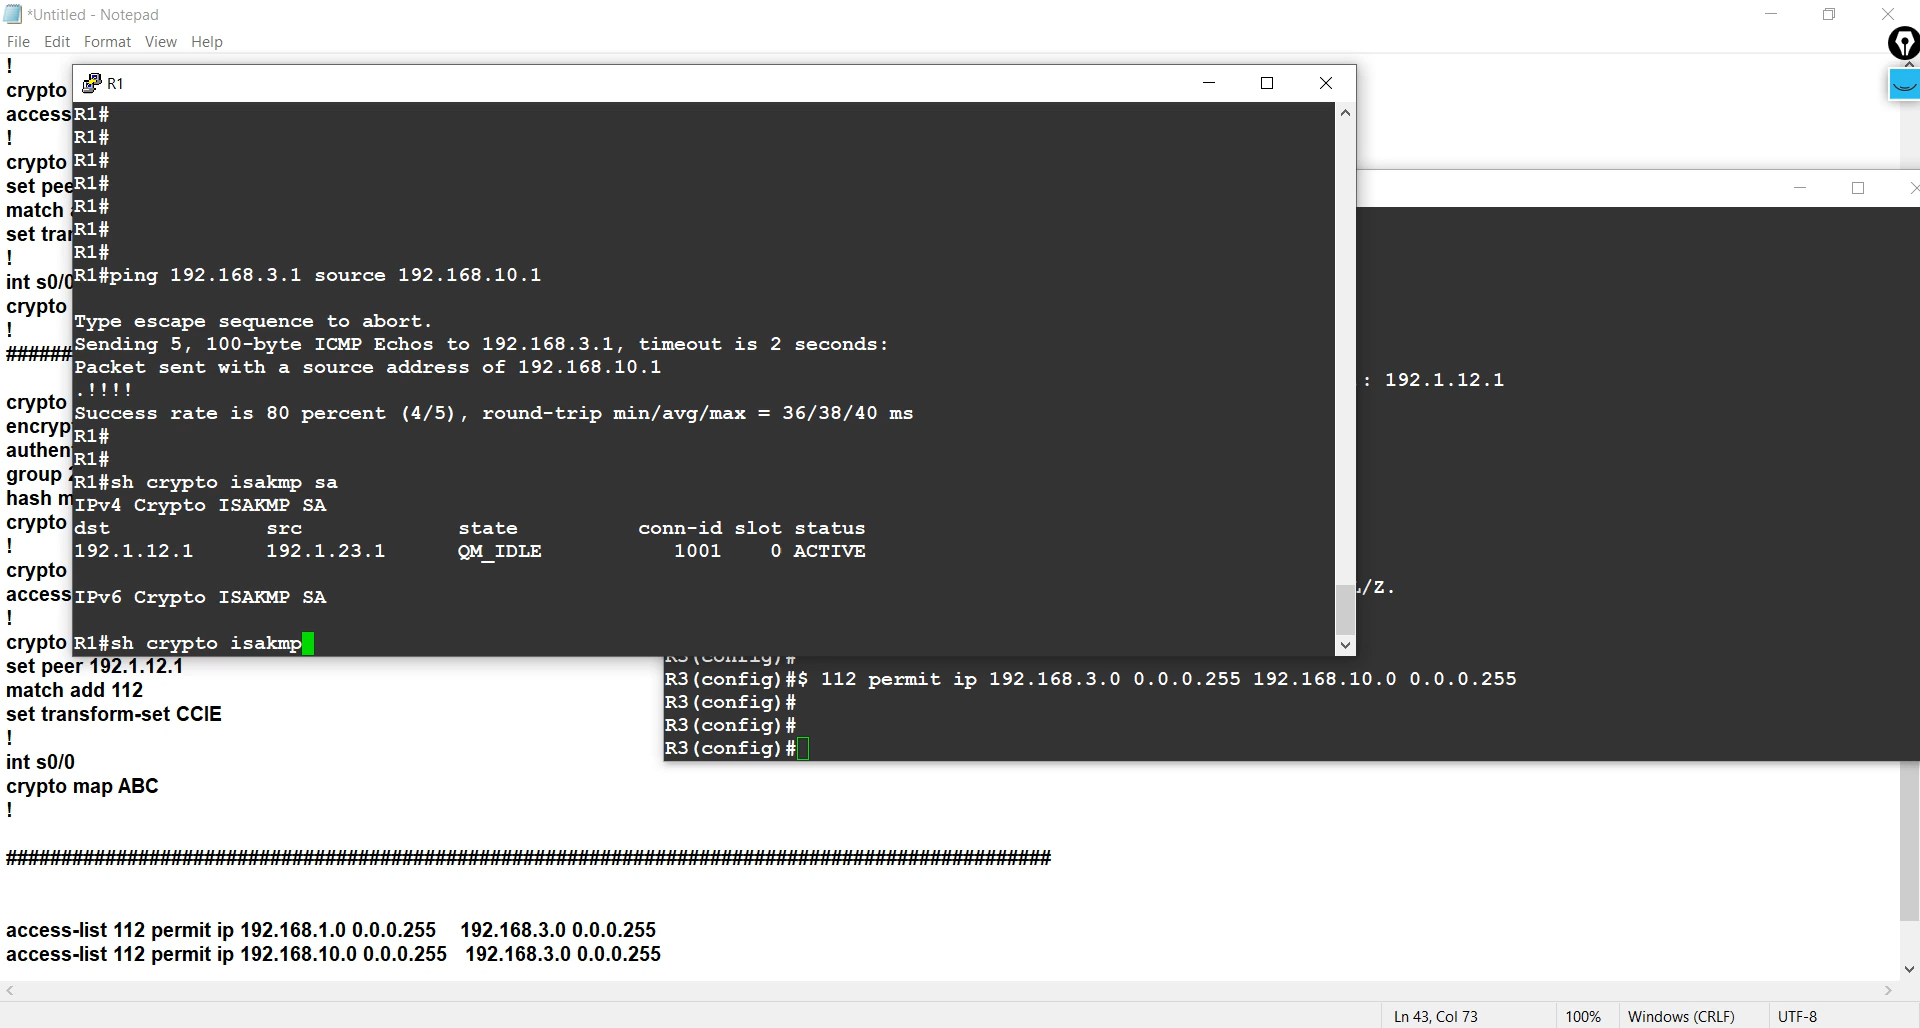 *Untitled - Notepad
File Edit Format View Help
!
crypto
access
!
crypto
set pee
match
set tra
!
int s0/0
crypto
!
######
crypto
encryp
authen
group
hash m
crypto
!
crypto
access
!
crypto
set peer 192.1.12.1
match add 112
set transform-set CCIE
!
int s0/0
crypto map ABC
!
access-list 112 permit ip 192.168.1.0 0.0.0.255 192.168.3.0 0.0.0.255
access-list 112 permit ip 192.168.10.0 0.0.0.255 192.168.3.0 0.0.0.255
R1
R1#
R1#
R1#
R1#
R1#
R1#
R1#
R1#ping 192.168.3.1 source 192.168.10.1
Type escape sequence to abort.
Sending 5, 100-byte ICMP Echos to 192.168.3.1, timeout is 2 seconds:
Packet sent with a source address of 192.168.10.1
.!!!!
Success rate is 80 percent (4/5), round-trip min/avg/max = 36/38/40 ms
R1#
R1#
R1#sh crypto isakmp sa
IPv4 Crypto ISAKMP SA
dst src state conn-id slot status
192.1.12.1 192.1.23.1 QM_IDLE 1001 0 ACTIVE
IPv6 Crypto ISAKMP SA
R1#sh crypto isakmp
: 192.1.12.1
/Z.
R3(config)#
R3(config)#$ 112 permit ip 192.168.3.0 0.0.0.255 192.168.10.0 0.0.0.255
R3(config)#
R3(config)#
R3(config)#
Ln 43, Col 73 100% Windows (CRLF) UTF-8